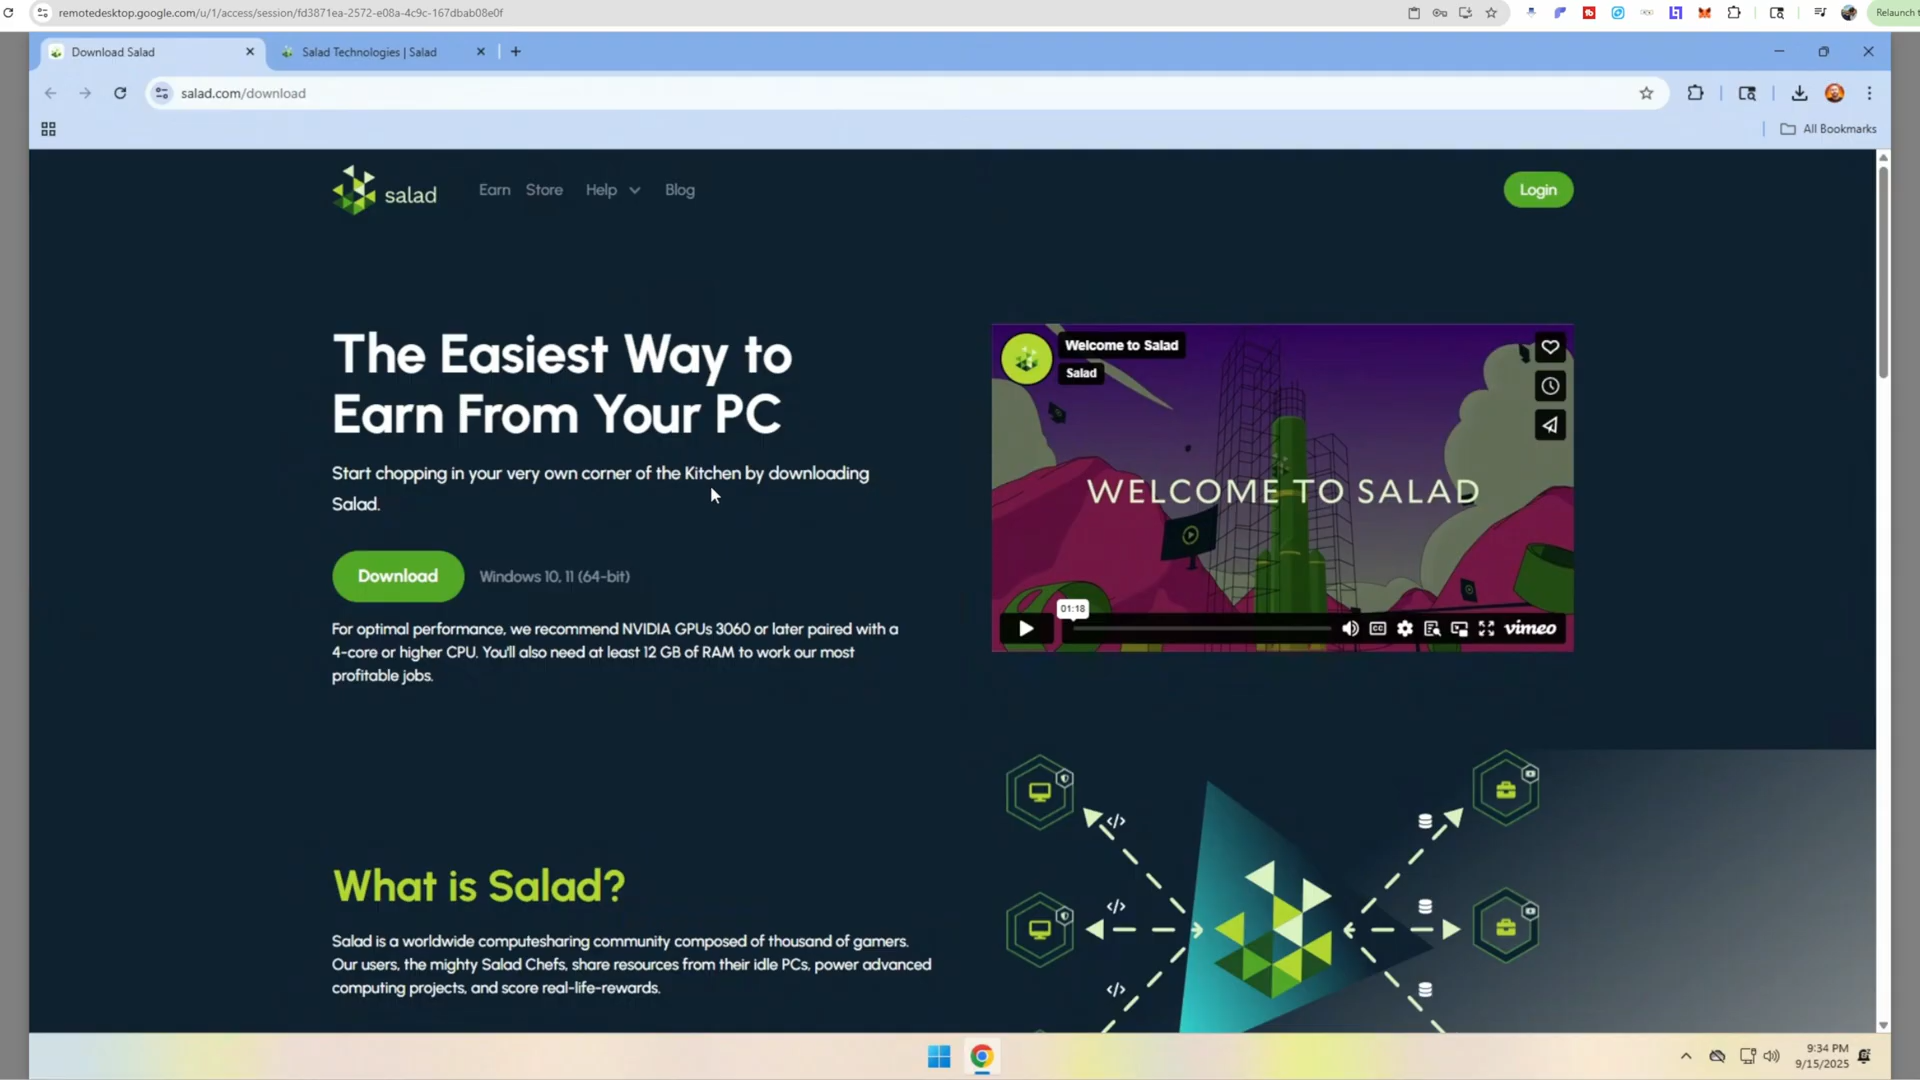 remotedesktop.google.com/u/1/access/session/fd3871ea-2572-e08a-4c9c-167dbab08e0f
Relaunch t
Download Salad
Salad Technologies | Salad
salad.com/download
All Bookmarks
salad
Earn
Store
Help
Blog
Login
The Easiest Way to
Earn From Your PC
Start chopping in your very own corner of the Kitchen by downloading
Salad.
Download
Windows 10, 11 (64-bit)
For optimal performance, we recommend NVIDIA GPUs 3060 or later paired with a
4-core or higher CPU. You'll also need at least 12 GB of RAM to work our most
profitable jobs.
Welcome to Salad
Salad
WELCOME TO SALAD
01:18
CC
vimeo
What is Salad?
Salad is a worldwide computesharing community composed of thousand of gamers.
Our users, the mighty Salad Chefs, share resources from their idle PCs, power advanced
computing projects, and score real-life-rewards.
</>
</>
</>
9:34 PM
9/15/2025